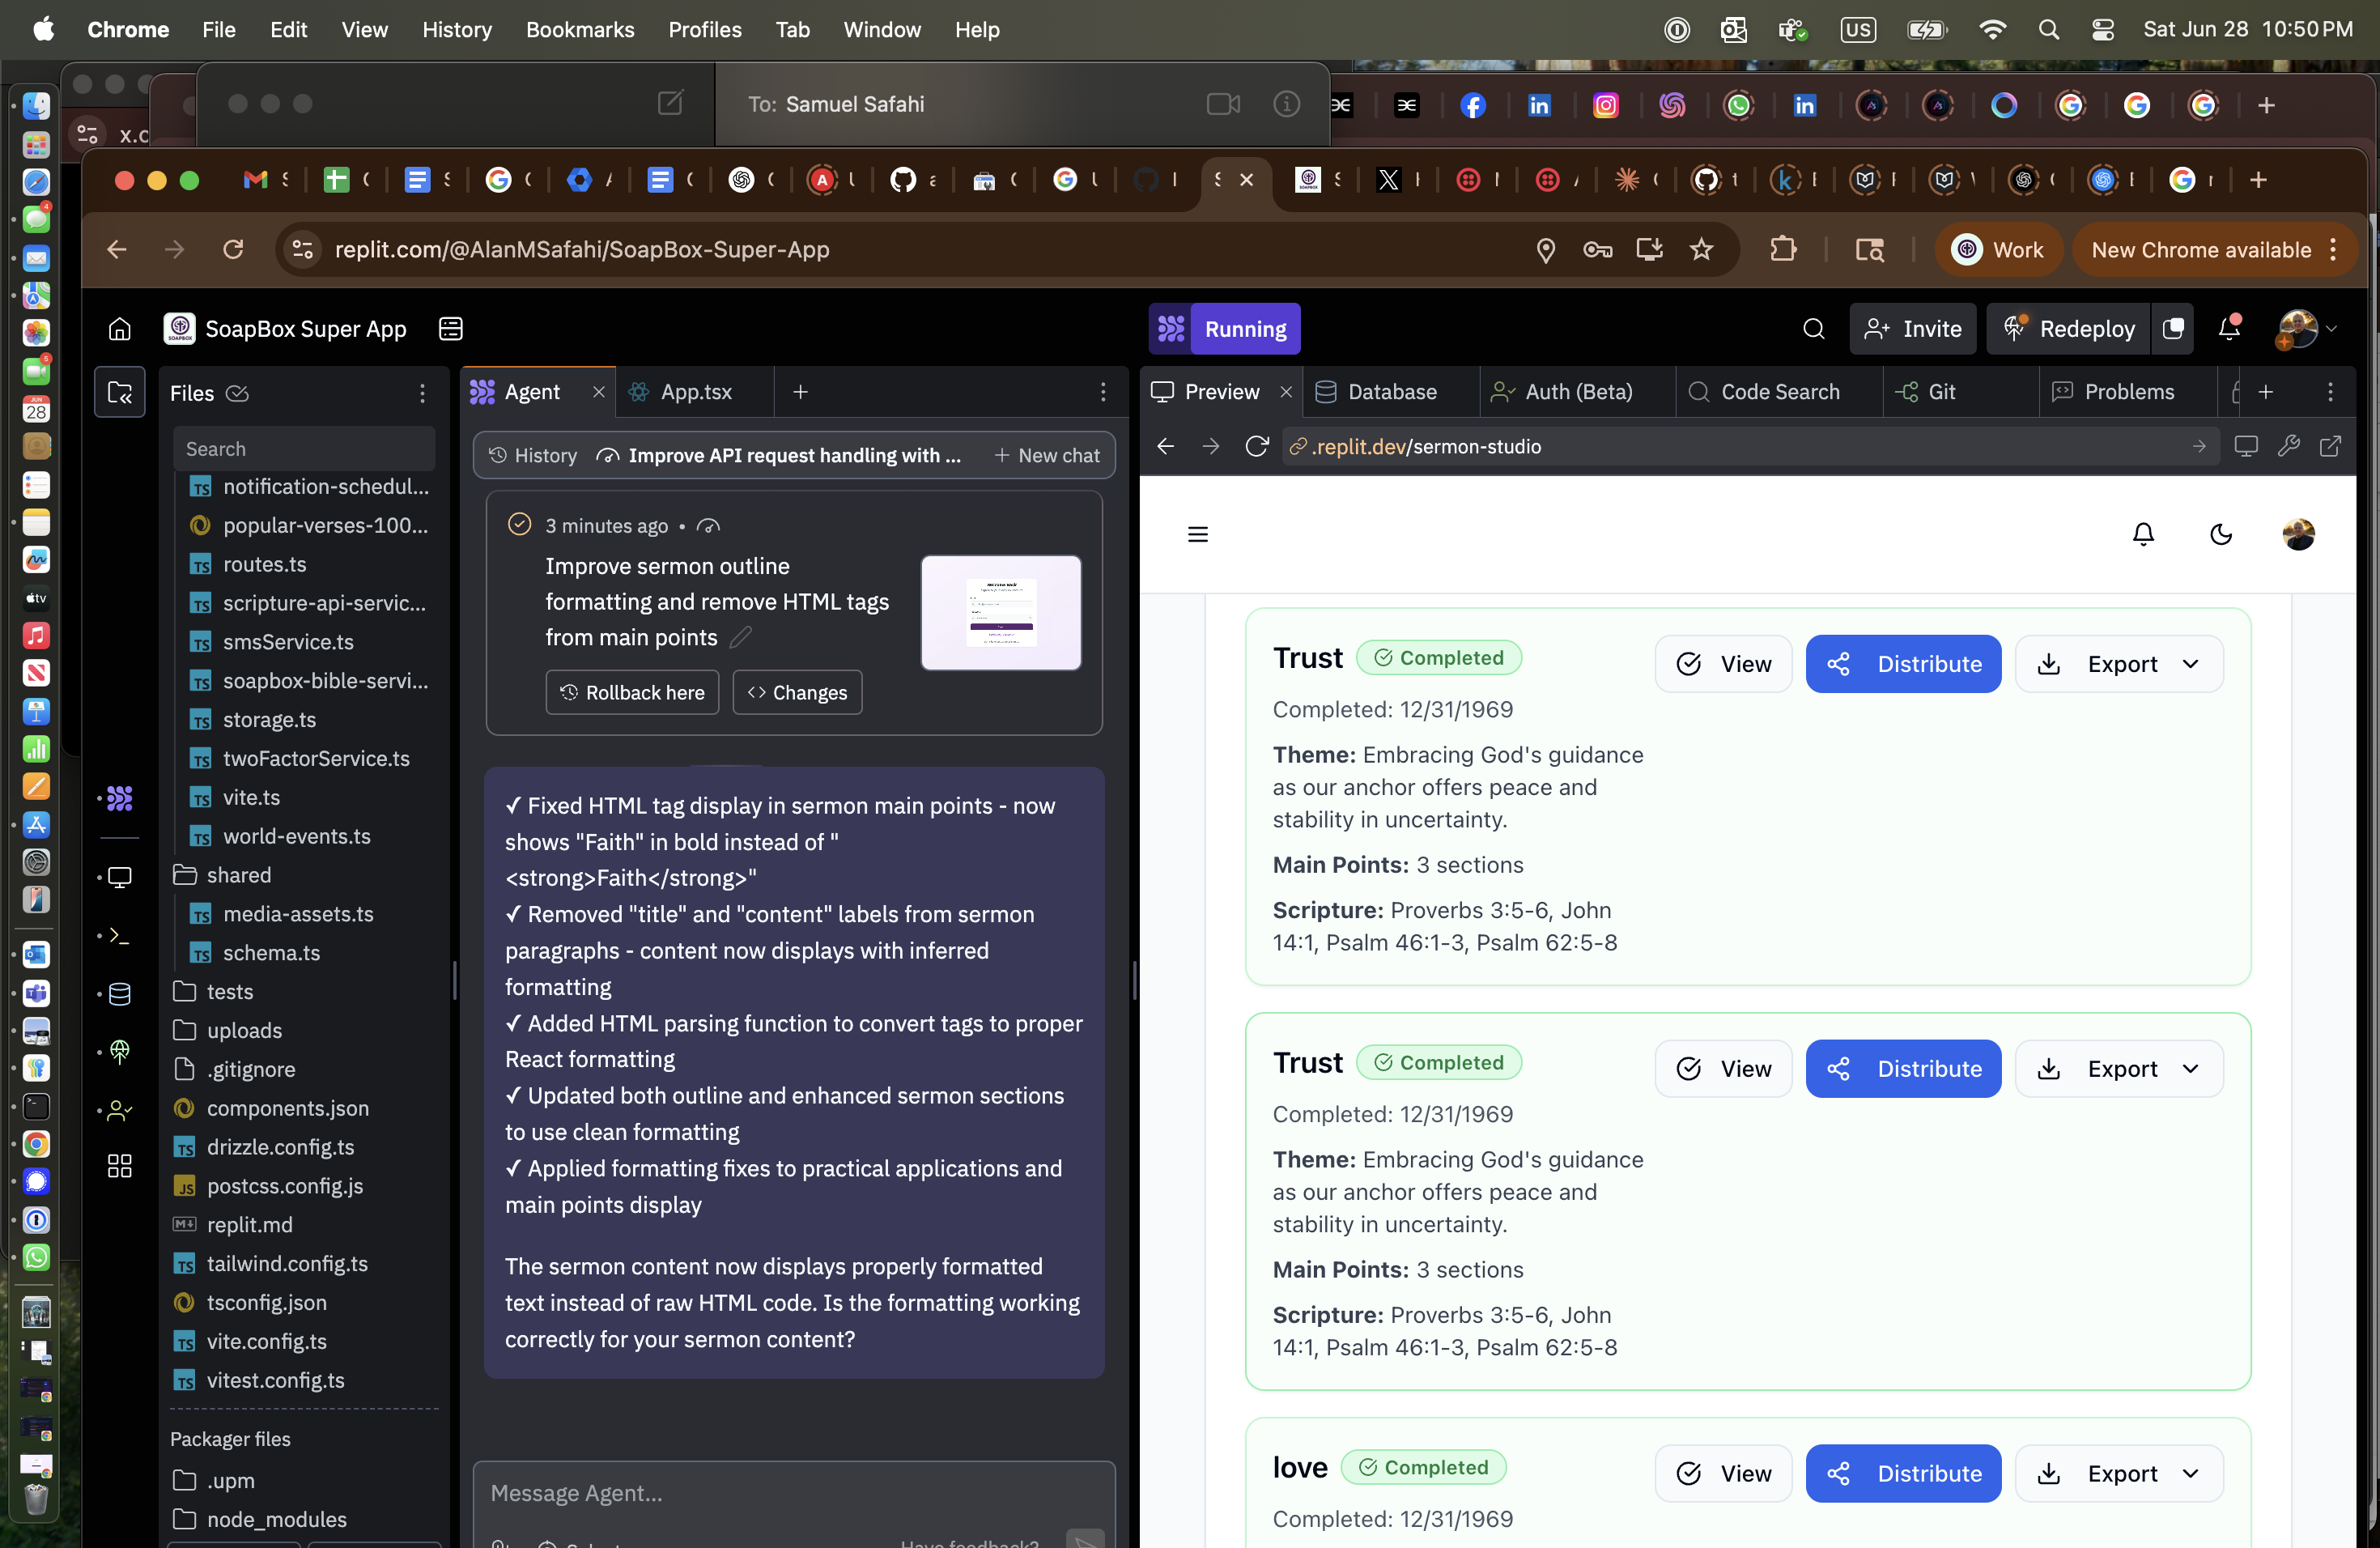 Chrome File Edit View History Bookmarks Profiles Tab Window Help
US
Sat Jun 28 10:50 PM
x.c
To: Samuel Safahi
replit.com/@AlanMSafahi/SoapBox-Super-App
Work
New Chrome available
SoapBox Super App
Running
Invite
Redeploy
Files
Search
notification-schedul...
popular-verses-100...
routes.ts
scripture-api-servic...
smsService.ts
soapbox-bible-servi...
storage.ts
twoFactorService.ts
vite.ts
world-events.ts
shared
media-assets.ts
schema.ts
tests
uploads
.gitignore
components.json
drizzle.config.ts
postcss.config.js
replit.md
tailwind.config.ts
tsconfig.json
vite.config.ts
vitest.config.ts
Packager files
.upm
node_modules
Agent
App.tsx
History
Improve API request handling with ...
New chat
3 minutes ago •
Improve sermon outline
formatting and remove HTML tags
from main points
Rollback here
Changes
✓ Fixed HTML tag display in sermon main points - now
shows "Faith" in bold instead of "
<strong>Faith</strong>"
✓ Removed "title" and "content" labels from sermon
paragraphs - content now displays with inferred
formatting
✓ Added HTML parsing function to convert tags to proper
React formatting
✓ Updated both outline and enhanced sermon sections
to use clean formatting
✓ Applied formatting fixes to practical applications and
main points display
The sermon content now displays properly formatted
text instead of raw HTML code. Is the formatting working
correctly for your sermon content?
Message Agent...
Have feedback?
Preview
Database
Auth (Beta)
Code Search
Git
Problems
.replit.dev/sermon-studio
Trust
Completed
View
Distribute
Export
Completed: 12/31/1969
Theme: Embracing God's guidance
as our anchor offers peace and
stability in uncertainty.
Main Points: 3 sections
Scripture: Proverbs 3:5-6, John
14:1, Psalm 46:1-3, Psalm 62:5-8
Trust
Completed
View
Distribute
Export
Completed: 12/31/1969
Theme: Embracing God's guidance
as our anchor offers peace and
stability in uncertainty.
Main Points: 3 sections
Scripture: Proverbs 3:5-6, John
14:1, Psalm 46:1-3, Psalm 62:5-8
love
Completed
View
Distribute
Export
Completed: 12/31/1969